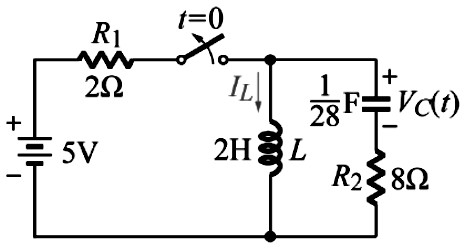 t=0
R1
2Ω
+
5V
−
IL
2H
L
1/28 F
+
VC(t)
−
R2
8Ω